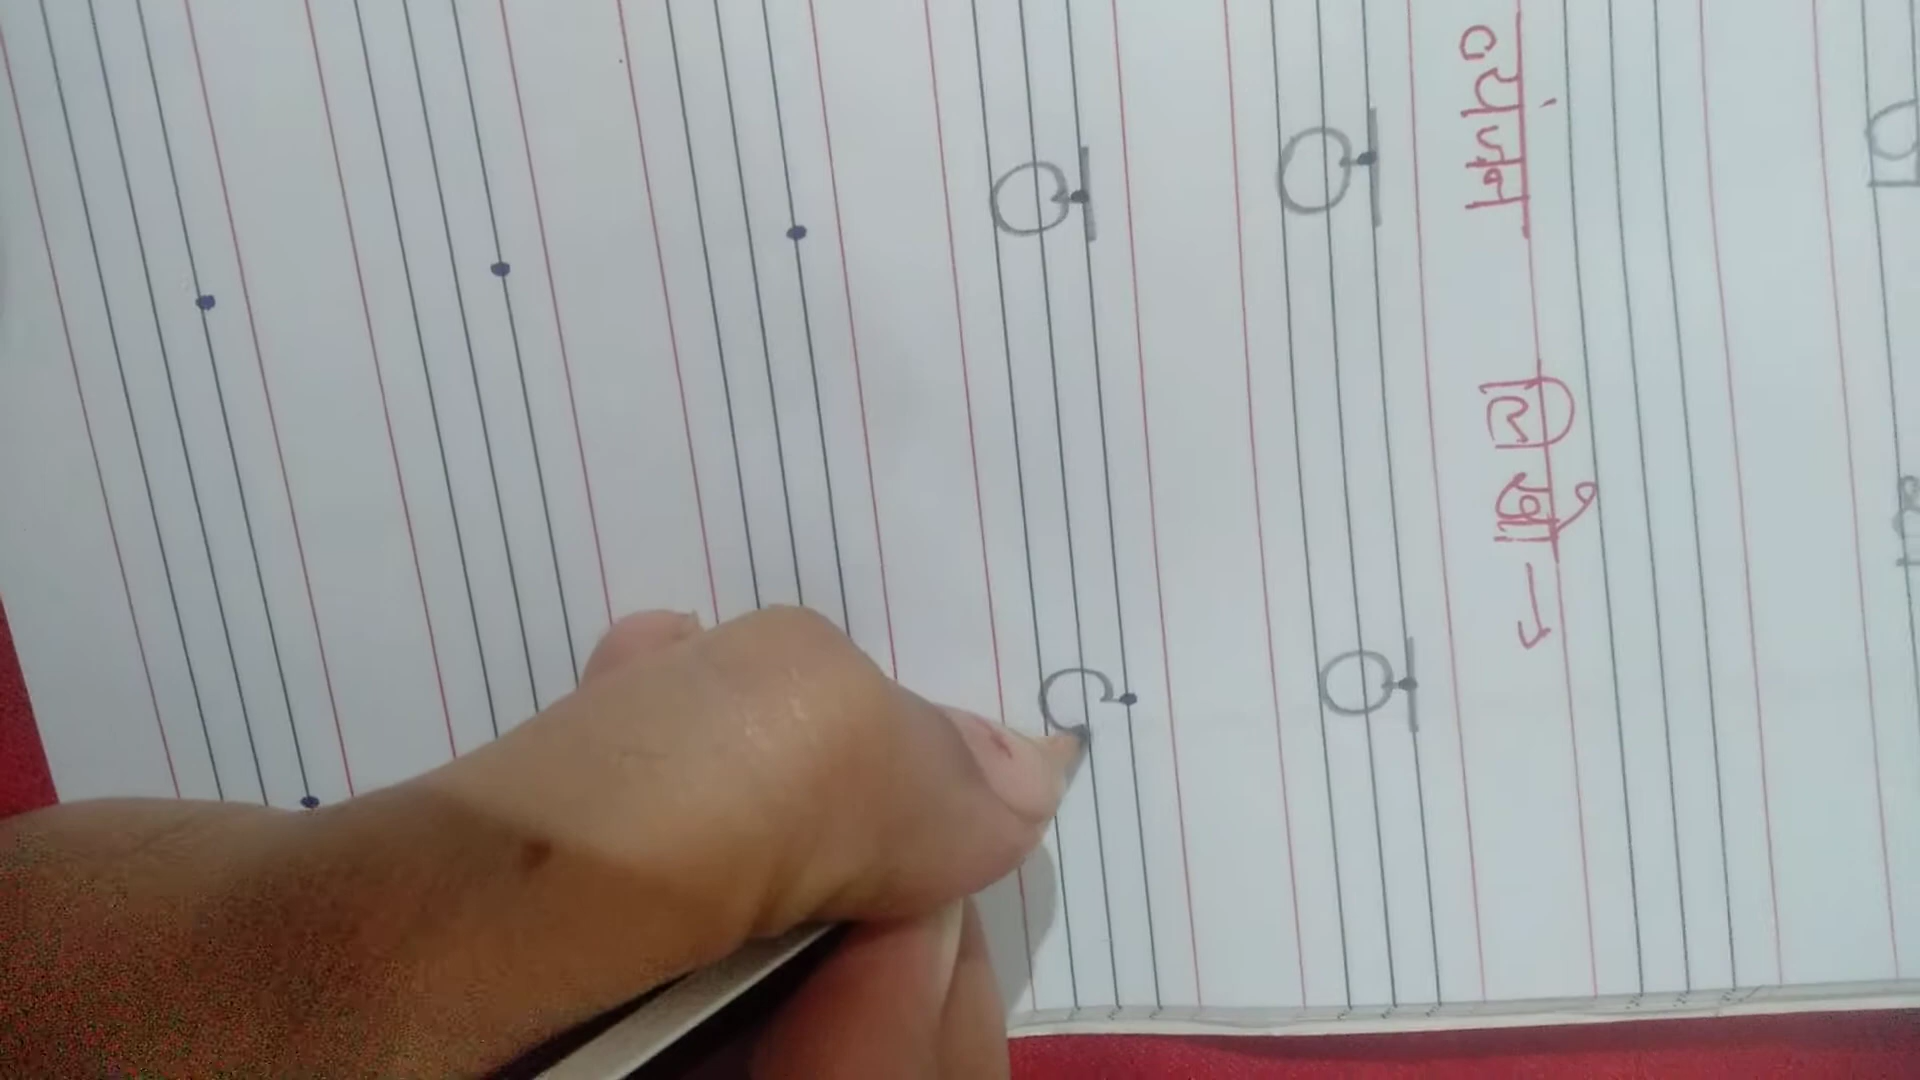 व्यंजन लिखो →
ठ ठ
ठ